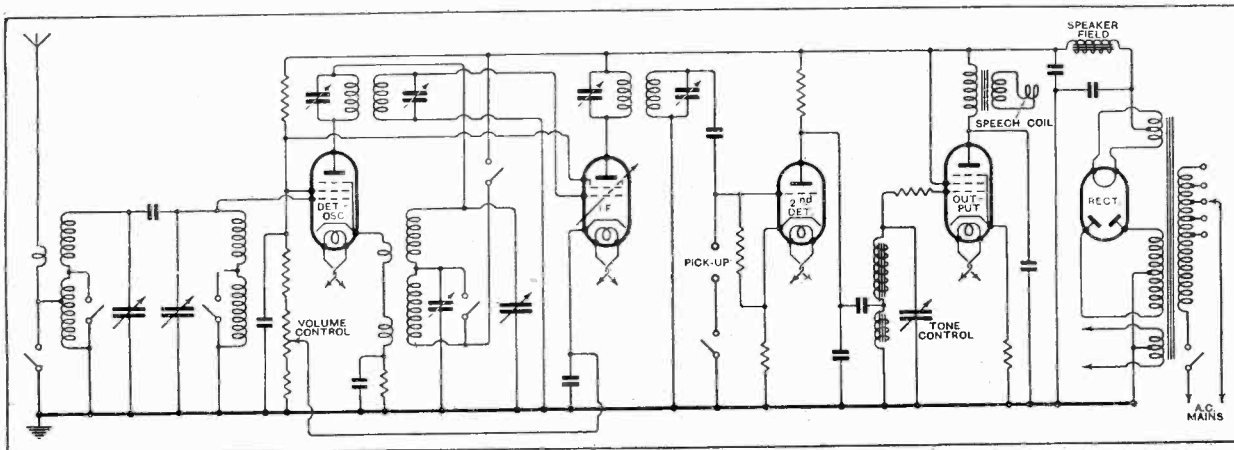 SPEAKER
FIELD
SPEECH COIL
DET-
OSC
I.F.
2ND
DET.
OUT-
PUT
RECT.
PICK-UP
VOLUME
CONTROL
TONE
CONTROL
A.C.
MAINS